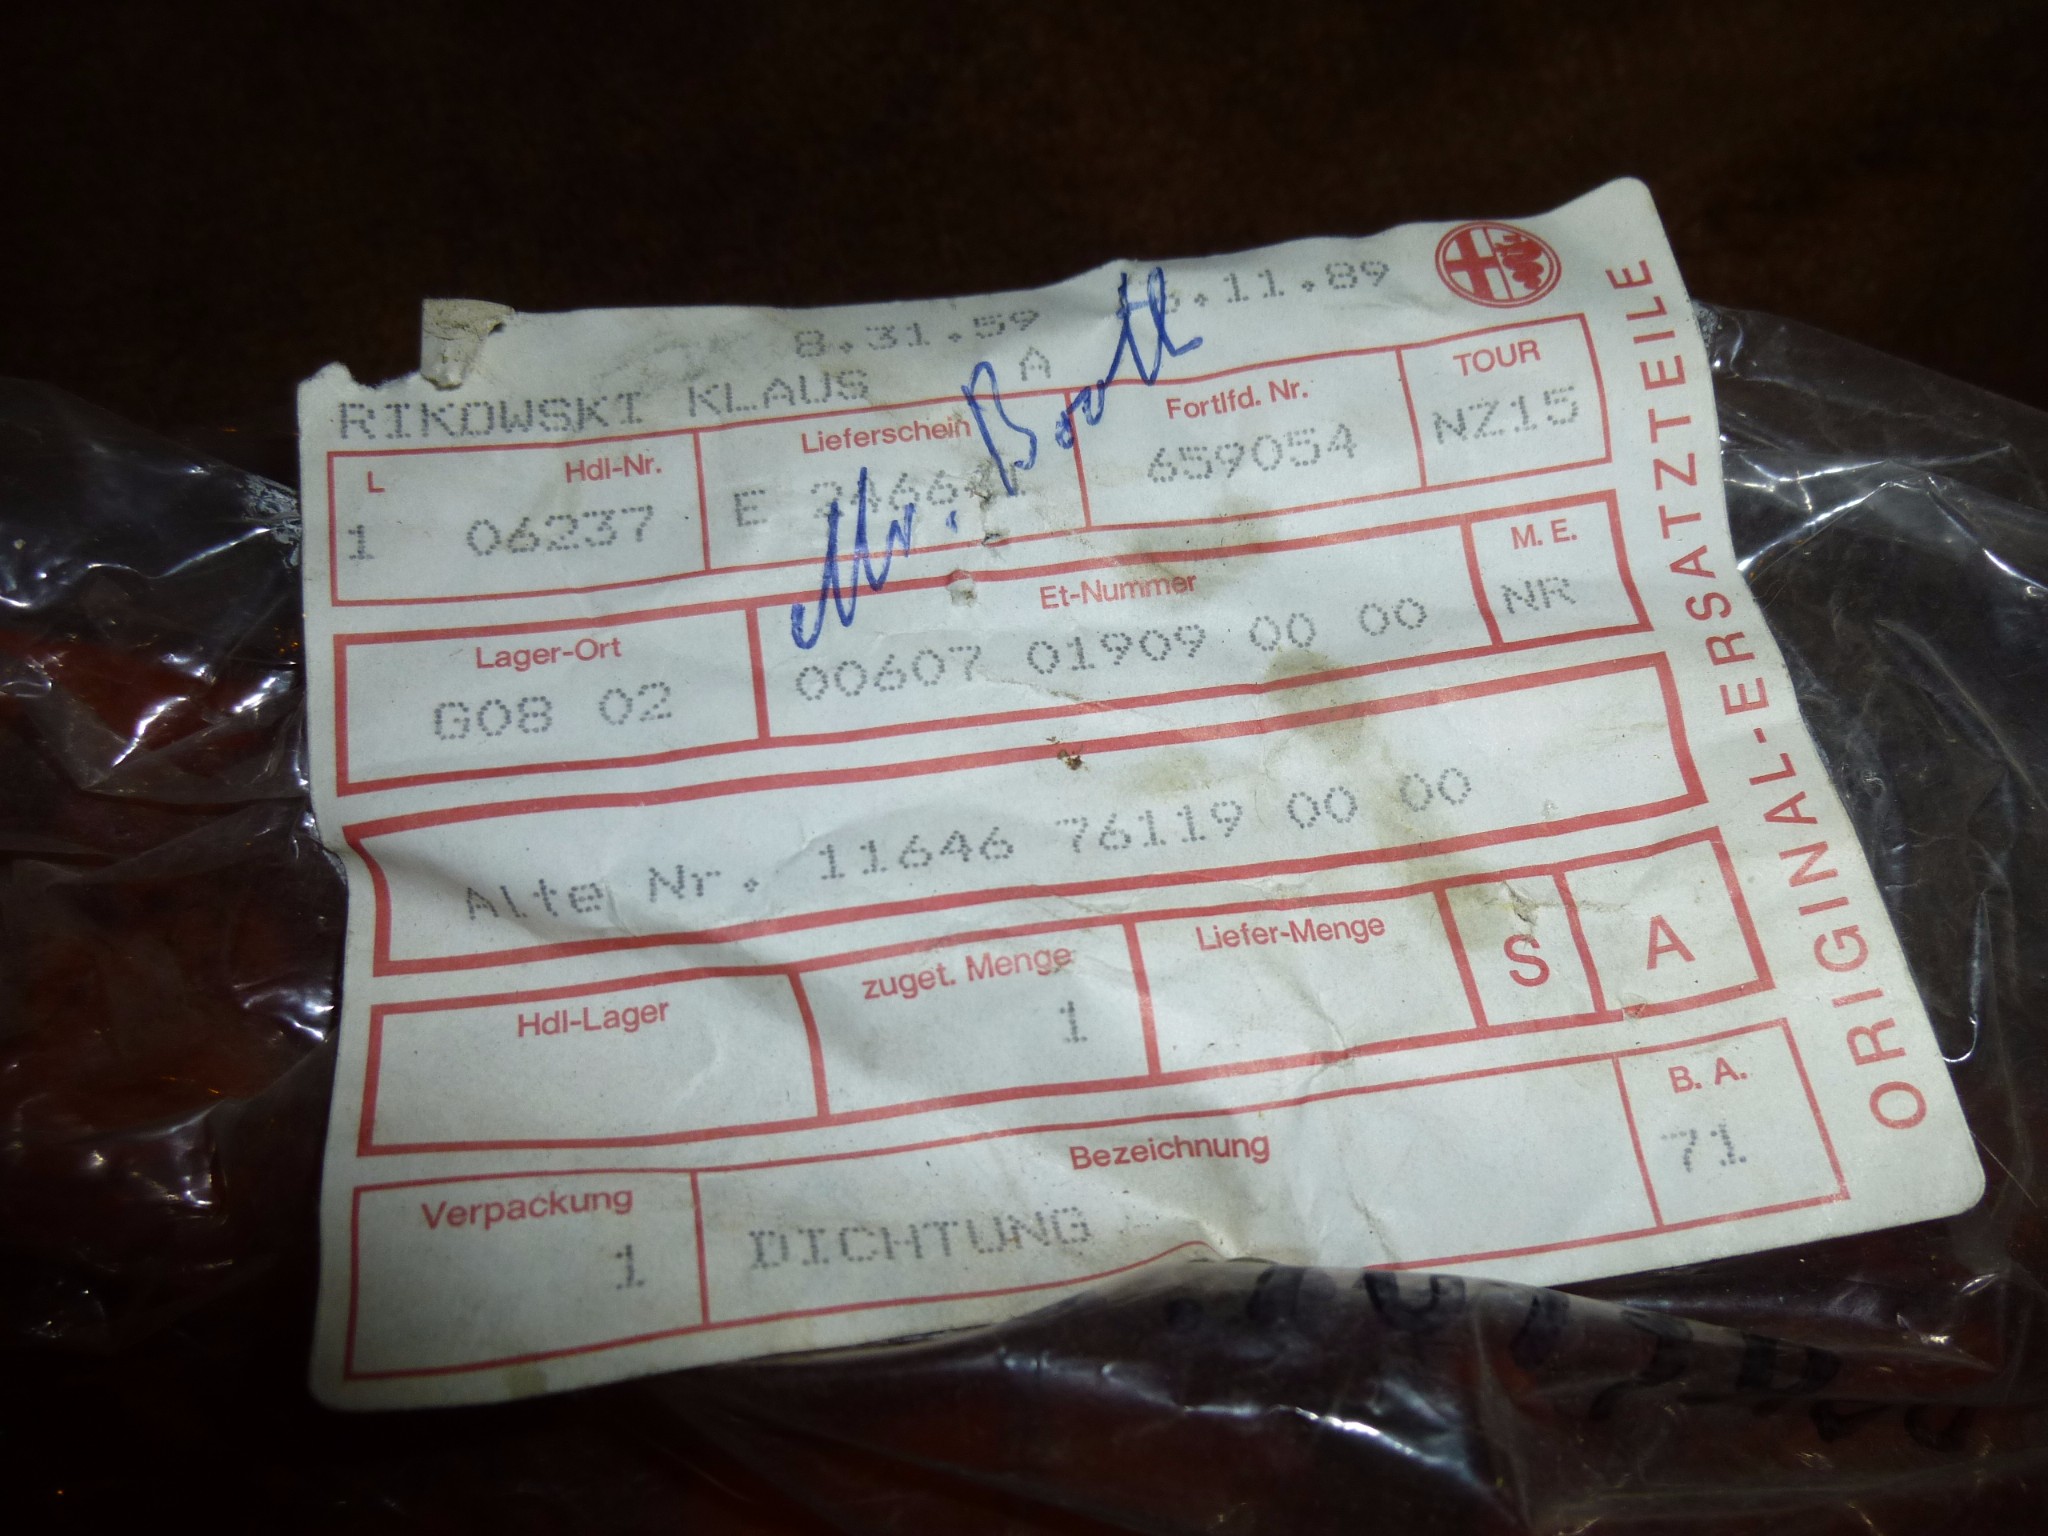 8.31.59 .11.89
RIKOWSKI KLAUS A
Mr. Booth
L Hdl-Nr. Lieferschein Fortlfd. Nr. TOUR
1 06237 E 659054 NZ15
Lager-Ort Et-Nummer M. E.
G08 02 00607 01909 00 00 NR
Alte Nr. 11646 76119 00 00
Hdl-Lager zuget. Menge Liefer-Menge S A
1
Verpackung Bezeichnung B. A.
1 DICHTUNG 71
ORIGINAL-ERSATZTEILE